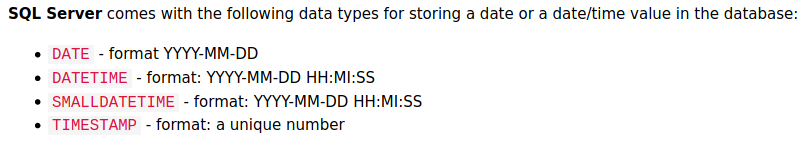 SQL Server comes with the following data types for storing a date or a date/time value in the database:
• DATE - format YYYY-MM-DD
• DATETIME - format: YYYY-MM-DD HH:MI:SS
• SMALLDATETIME - format: YYYY-MM-DD HH:MI:SS
• TIMESTAMP - format: a unique number